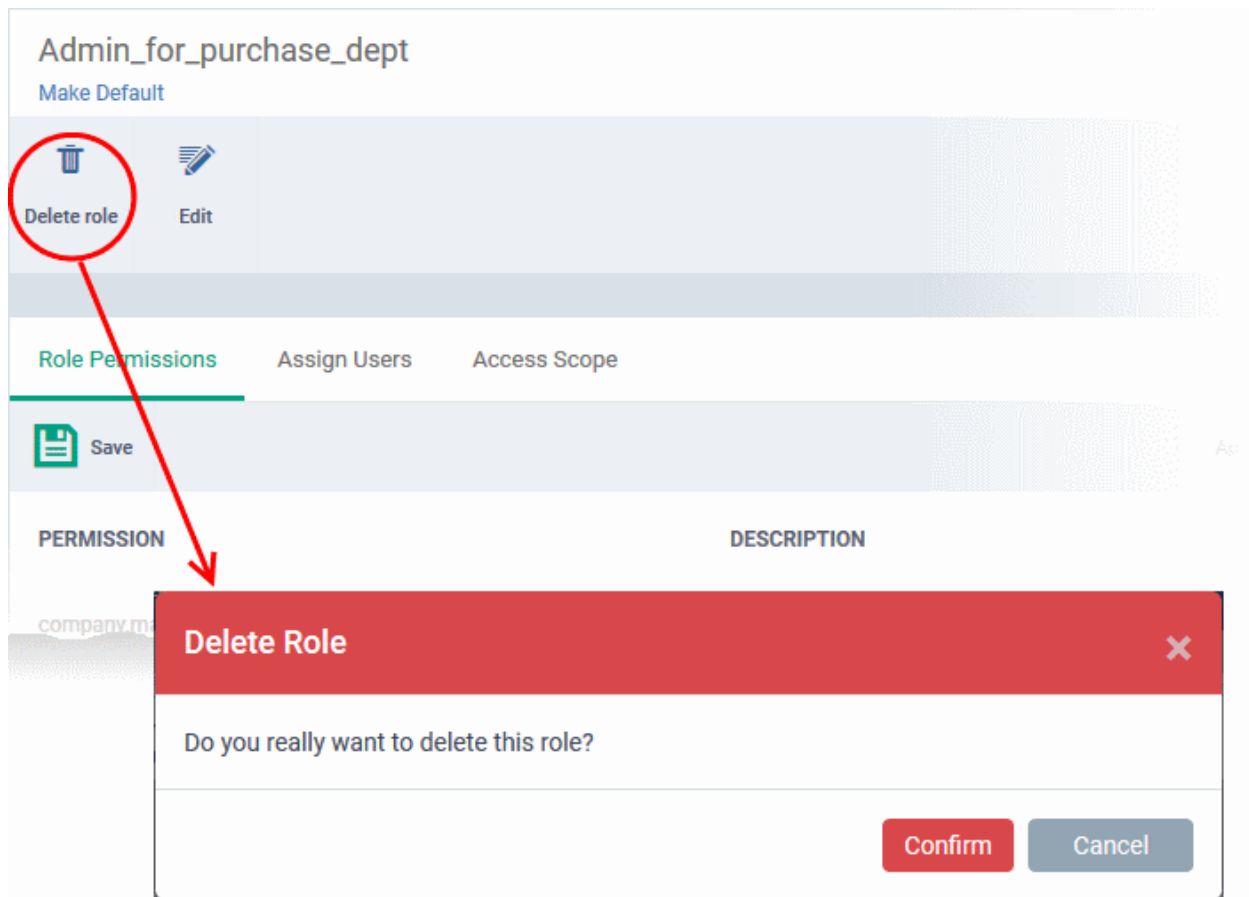 Admin_for_purchase_dept
Make Default
Delete role Edit
Role Permissions Assign Users Access Scope
Save
PERMISSION DESCRIPTION
Delete Role
Do you really want to delete this role?
Confirm Cancel